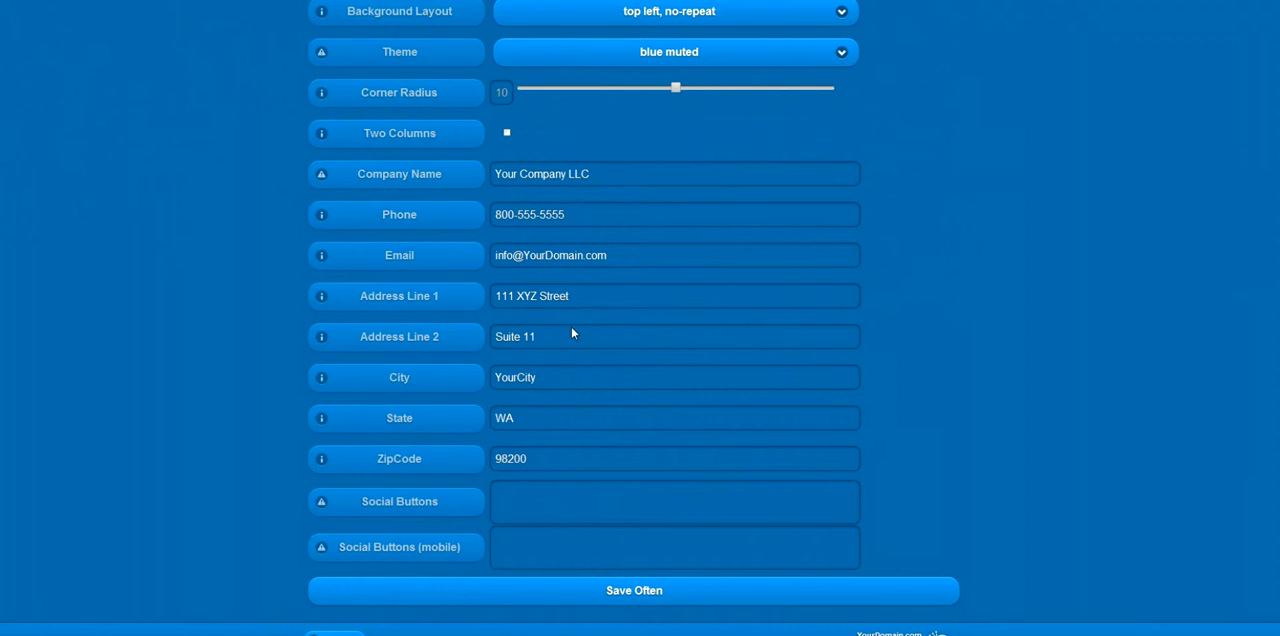 Background Layout top left, no-repeat
Theme blue muted
Corner Radius 10
Two Columns
Company Name Your Company LLC
Phone 800-555-5555
Email info@YourDomain.com
Address Line 1 111 XYZ Street
Address Line 2 Suite 11
City YourCity
State WA
ZipCode 98200
Social Buttons
Social Buttons (mobile)
Save Often
YourDomain.com